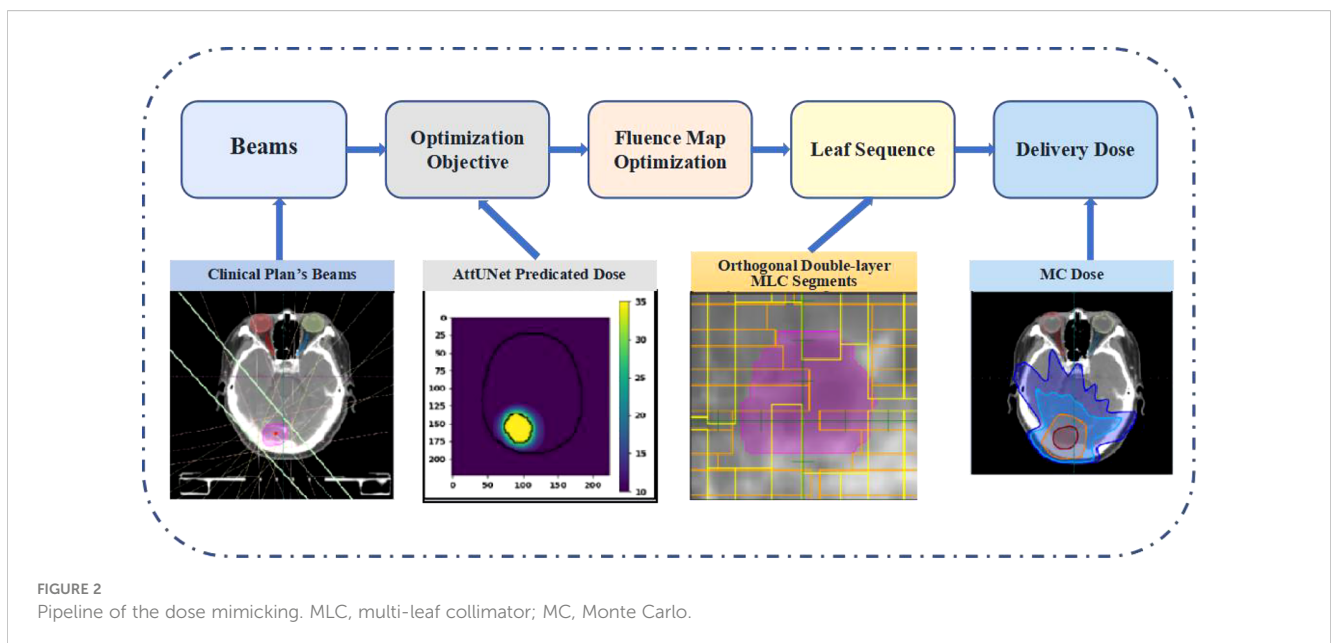 Beams
Optimization
Objective
Fluence Map
Optimization
Leaf Sequence
Delivery Dose
Clinical Plan's Beams
AttUNet Predicated Dose
Orthogonal Double-layer
MLC Segments
MC Dose
0
25
50
75
100
125
150
175
200
0
50
100
150
200
35
30
25
20
15
10
FIGURE 2
Pipeline of the dose mimicking. MLC, multi-leaf collimator; MC, Monte Carlo.